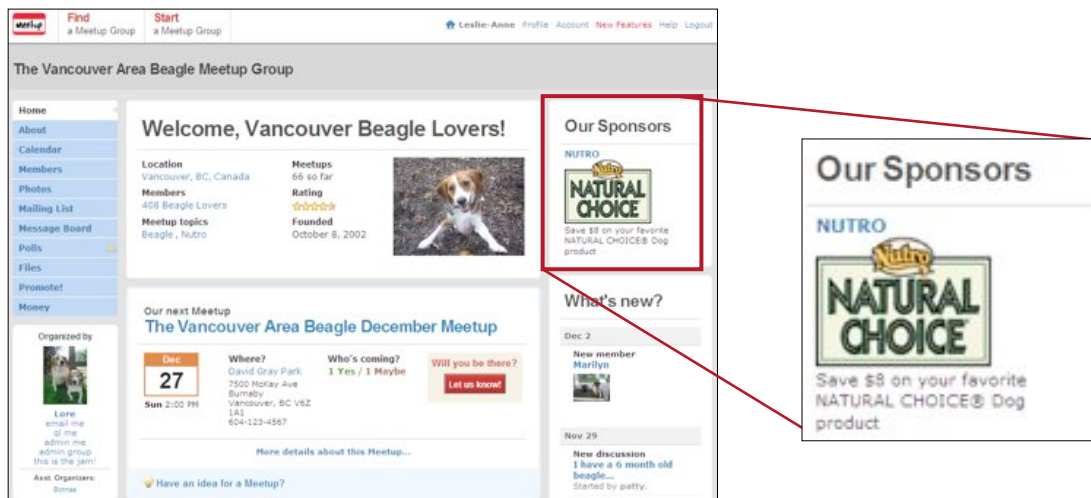 Meetup
Find
a Meetup Group
Start
a Meetup Group
Leslie-Anne Profile Account New Features Help Logout
The Vancouver Area Beagle Meetup Group
Home
About
Calendar
Members
Photos
Mailing List
Message Board
Polls
Files
Promote!
Money
Organized by
Lore
email me
gl me
admin me
admin group
this is the jam!
Asst. Organizers:
Welcome, Vancouver Beagle Lovers!
Location
Vancouver, BC, Canada
Members
408 Beagle Lovers
Meetup topics
Beagle , Nutro
Meetups
66 so far
Rating
Founded
October 8, 2002
Our next Meetup
The Vancouver Area Beagle December Meetup
Dec
27
Sun 2:00 PM
Where?
David Gray Park
7500 McKay Ave
Burnaby
Vancouver, BC V6Z
1A1
604-123-4567
Who's coming?
1 Yes / 1 Maybe
Will you be there?
Let us know!
More details about this Meetup...
Have an idea for a Meetup?
Our Sponsors
NUTRO
Nutro
NATURAL
CHOICE
Save $8 on your favorite
NATURAL CHOICE® Dog
product
What's new?
Dec 2
New member
Marilyn
Nov 29
New discussion
I have a 6 month old
beagle...
Started by patty.
Our Sponsors
NUTRO
Nutro
NATURAL
CHOICE
Save $8 on your favorite
NATURAL CHOICE® Dog
product